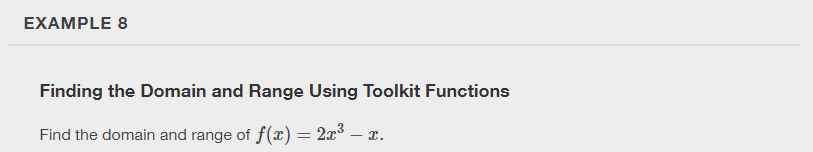 EXAMPLE 8
Finding the Domain and Range Using Toolkit Functions
Find the domain and range of f(x) = 2x³ − x.